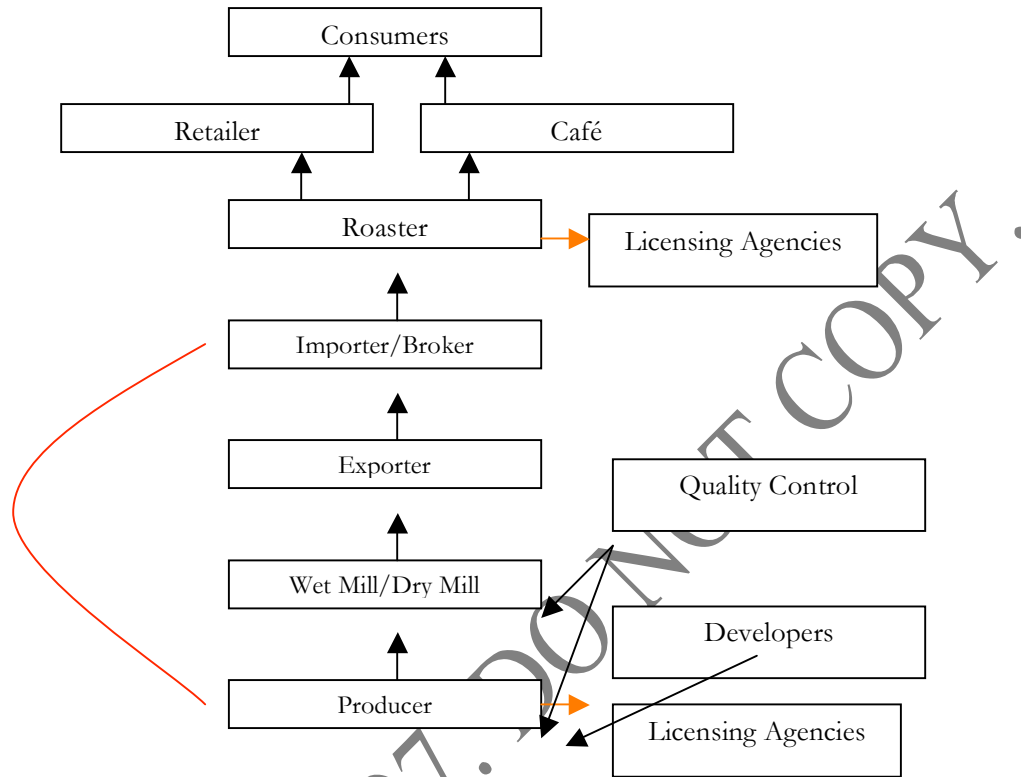 Consumers
Retailer
Café
Roaster
Licensing Agencies
Importer/Broker
Exporter
Quality Control
Wet Mill/Dry Mill
Developers
Producer
Licensing Agencies
7. DO NOT COPY .